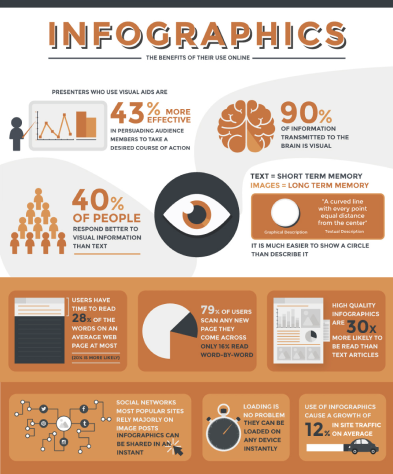 INFOGRAPHICS
THE BENEFITS OF THEIR USE ONLINE
PRESENTERS WHO USE VISUAL AIDS ARE
43% MORE
EFFECTIVE
IN PERSUADING AUDIENCE
MEMBERS TO TAKE A
DESIRED COURSE OF ACTION
90%
OF INFORMATION
TRANSMITTED TO THE
BRAIN IS VISUAL
40%
OF PEOPLE
RESPOND BETTER TO
VISUAL INFORMATION
THAN TEXT
TEXT = SHORT TERM MEMORY
IMAGES = LONG TERM MEMORY
"A curved line
with every point
equal distance
from the center"
Graphical Description
Textual Description
IT IS MUCH EASIER TO SHOW A CIRCLE
THAN DESCRIBE IT
USERS HAVE
TIME TO READ
28% OF THE
WORDS ON AN
AVERAGE WEB
PAGE AT MOST
(20% IS MORE LIKELY)
79% OF USERS
SCAN ANY NEW
PAGE THEY
COME ACROSS
ONLY 16% READ
WORD-BY-WORD
HIGH QUALITY
INFOGRAPHICS
ARE 30x
MORE LIKELY TO
BE READ THAN
TEXT ARTICLES
SOCIAL NETWORKS
MOST POPULAR SITES
RELY MAJORLY ON
IMAGE POSTS
INFOGRAPHICS CAN
BE SHARED IN AN
INSTANT
LOADING IS
NO PROBLEM
THEY CAN BE
LOADED ON
ANY DEVICE
INSTANTLY
USE OF INFOGRAPHICS
CAUSE A GROWTH OF
12% IN SITE TRAFFIC
ON AVERAGE